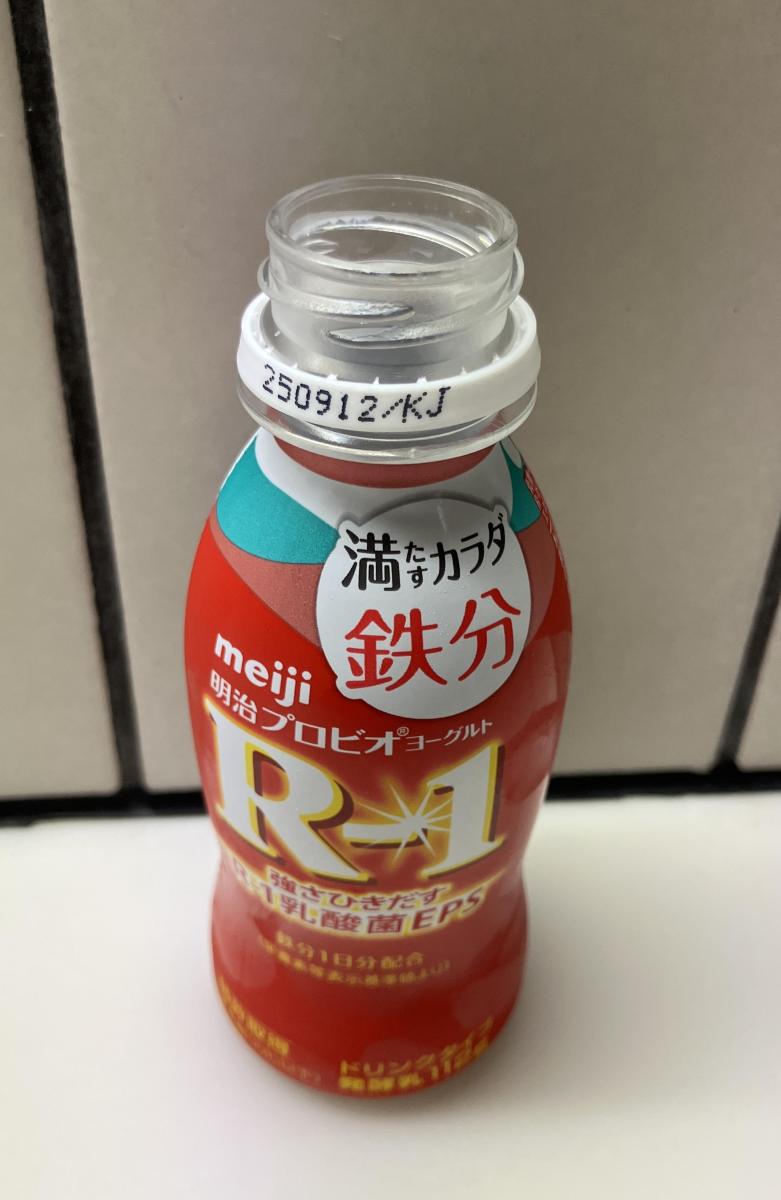 250912/KJ
満たすカラダ
鉄分
meiji
明治プロビオ®ヨーグルト
R-1
強さひきだす
R-1乳酸菌EPS
鉄分1日分配合
ドリンクタイプ
発酵乳 112g